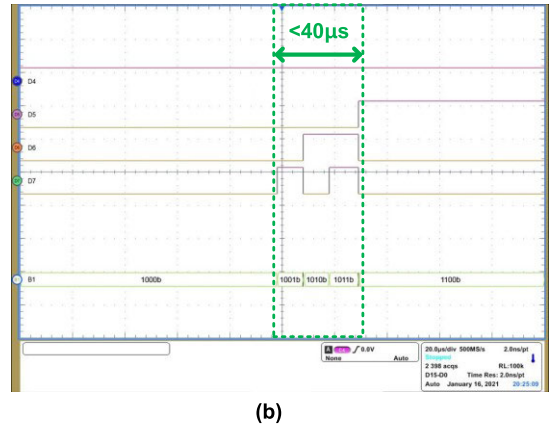 <40µs
D4
D5
D6
D7
B1 1000b 1001b 1010b 1011b 1100b
0.0V
None Auto
20.0µs/div 500MS/s 2.0ns/pt
Stopped
2 398 acqs RL:100k
D15-D0 Time Res: 2.0ns/pt
Auto January 16, 2021 20:25:00
(b)